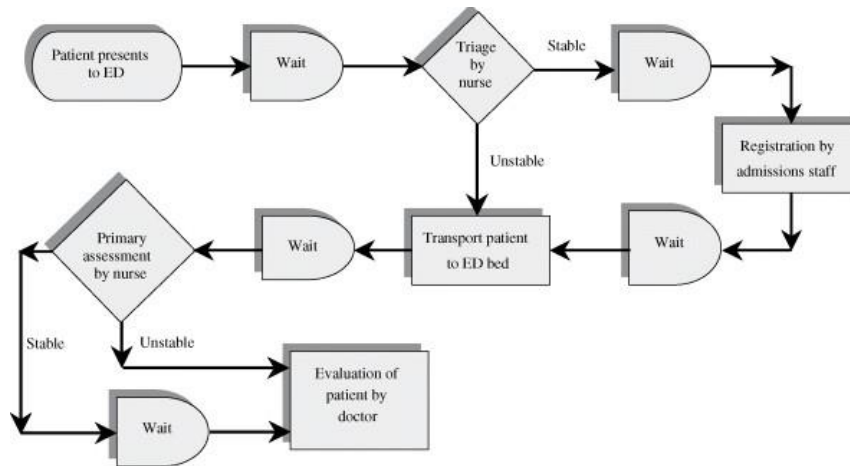 Patient presents
to ED
Wait
Triage
by
nurse
Stable
Wait
Registration by
admissions staff
Unstable
Wait
Transport patient
to ED bed
Wait
Primary
assessment
by nurse
Stable
Unstable
Evaluation of
patient by
doctor
Wait